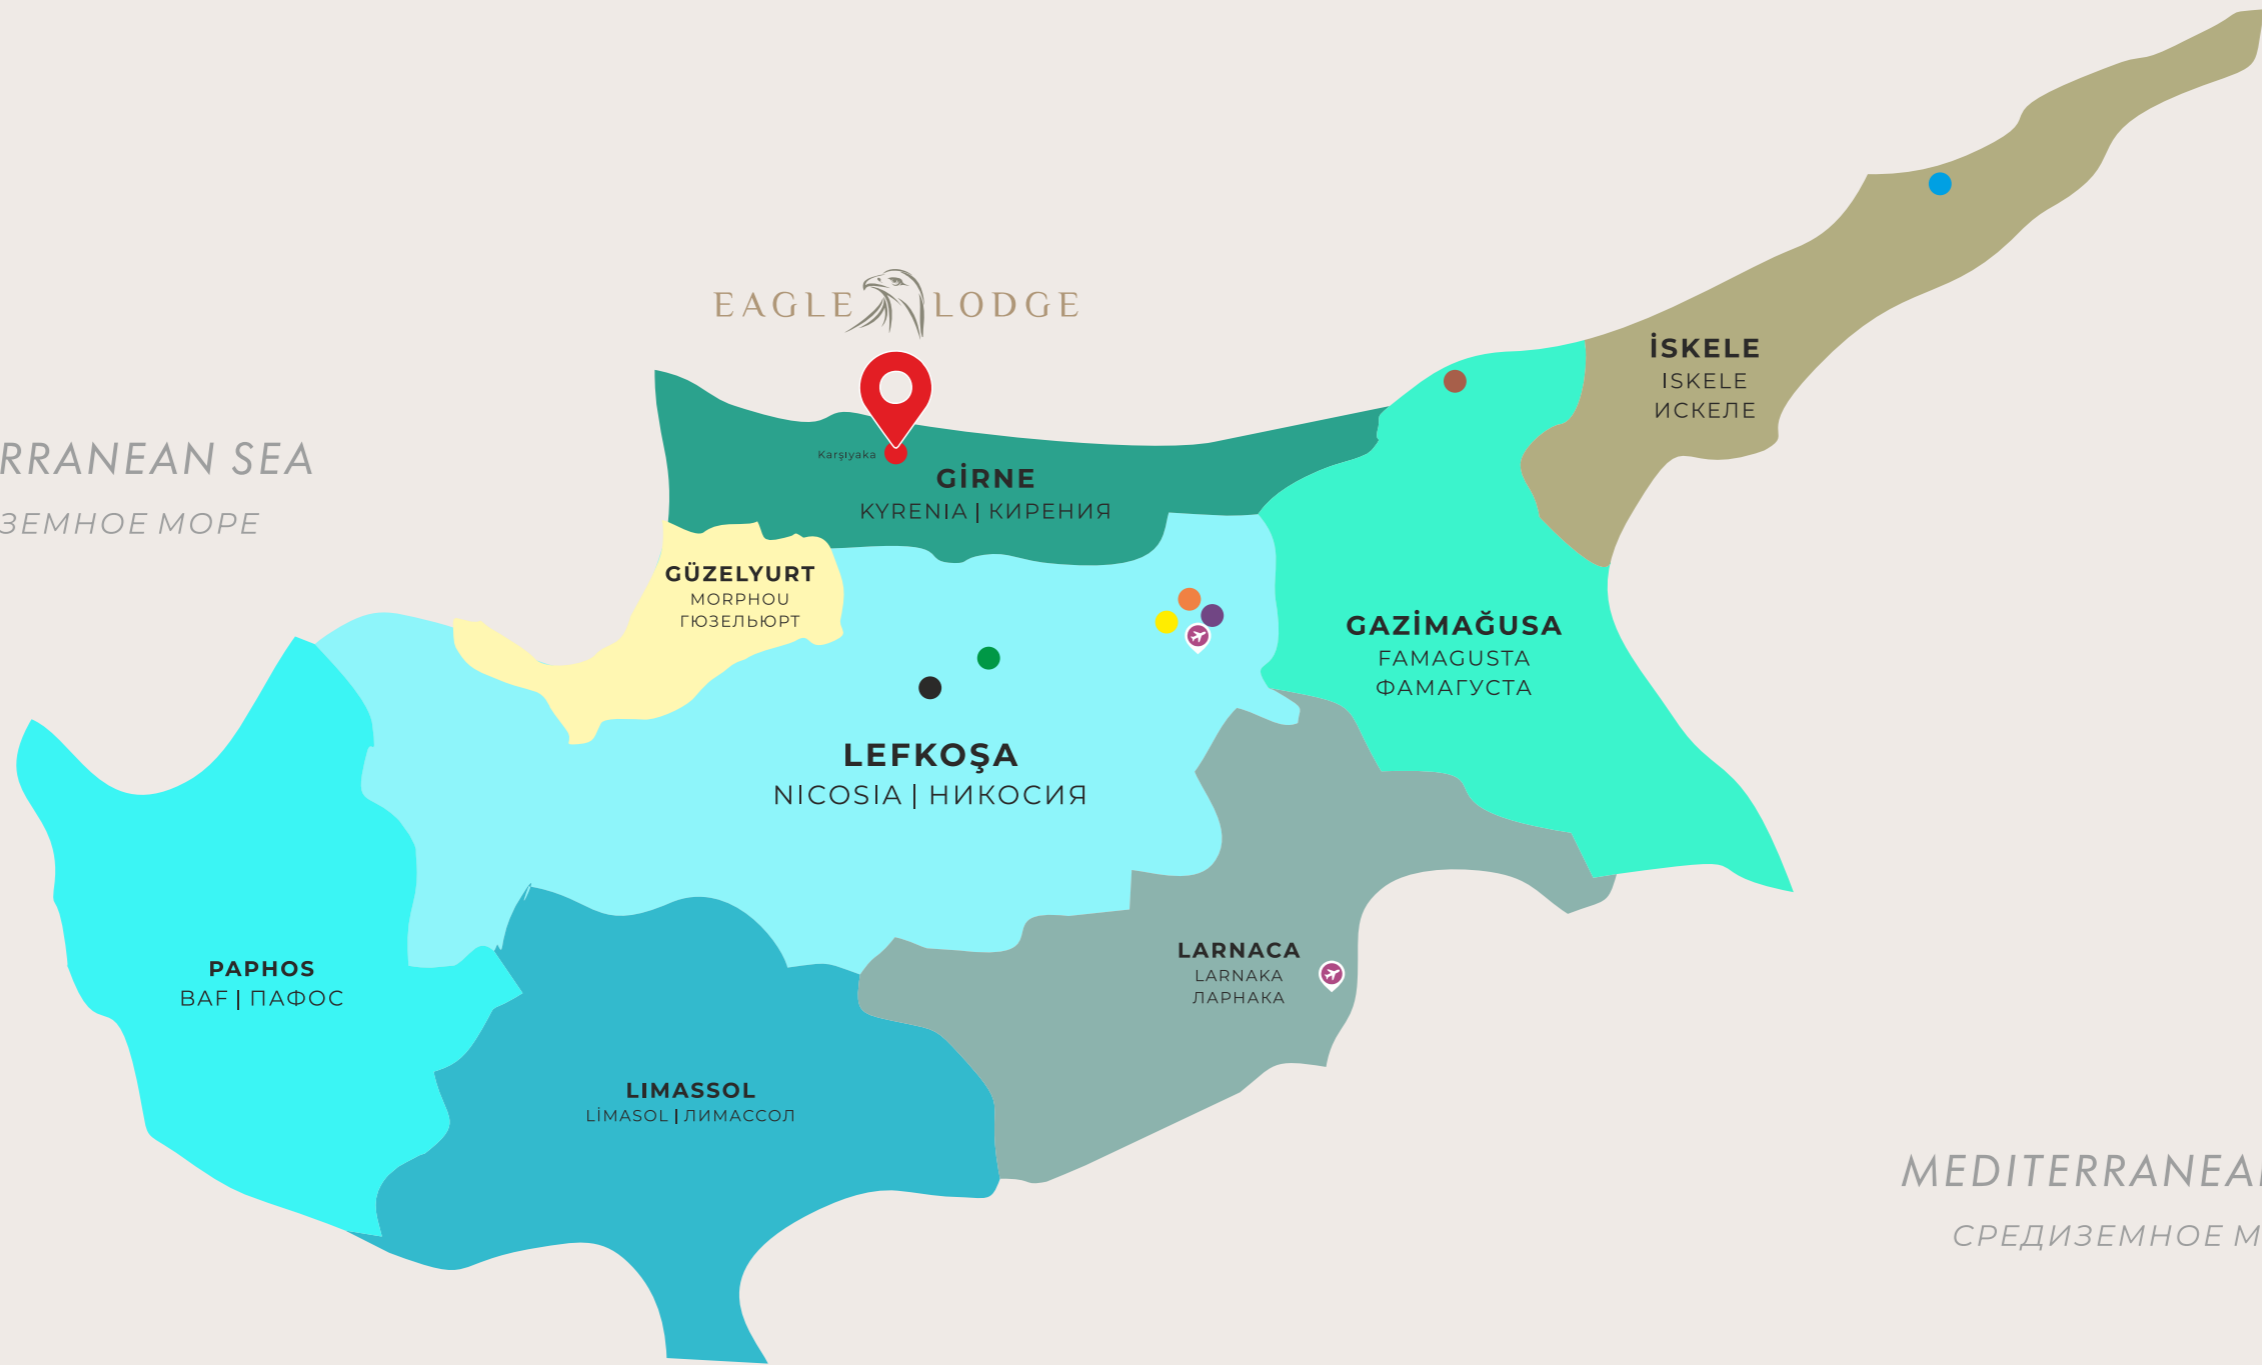 EAGLE LODGE
İSKELE
ISKELE
ИСКЕЛЕ
RRANEAN SEA
ЗЕМНОЕ МОРЕ
Karşıyaka
GİRNE
KYRENIA | КИРЕНИЯ
GÜZELYURT
MORPHOU
ГЮЗЕЛЬЮРТ
GAZİMAĞUSA
FAMAGUSTA
ФАМАГУСТА
LEFKOŞA
NICOSIA | НИКОСИЯ
PAPHOS
BAF | ПАФОС
LARNACA
LARNAKA
ЛАРНАКА
LIMASSOL
LİMASOL | ЛИМАССОЛ
MEDITERRANEA
СРЕДИЗЕМНОЕ М